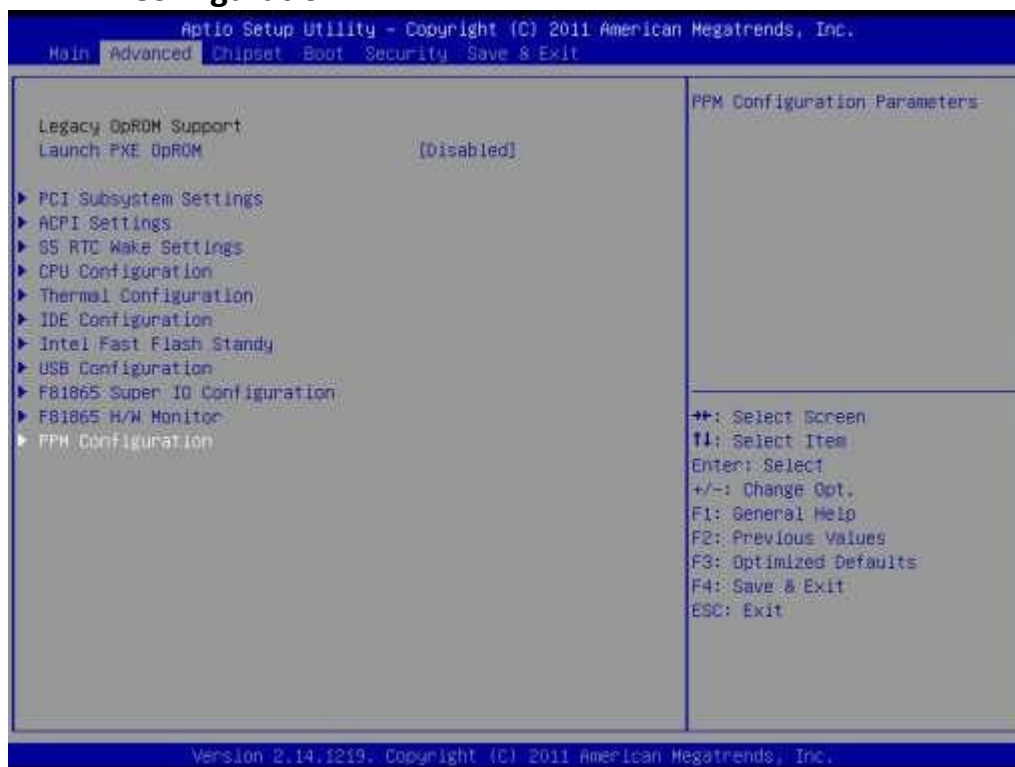 Aptio Setup Utility - Copyright (C) 2011 American Megatrends, Inc.
Main Advanced Chipset Boot Security Save & Exit
PPM Configuration Parameters
Legacy OpROM Support
Launch PXE OpROM [Disabled]
PCI Subsystem Settings
ACPI Settings
S5 RTC Wake Settings
CPU Configuration
Thermal Configuration
IDE Configuration
Intel Fast Flash Standy
USB Configuration
F81865 Super IO Configuration
F81865 H/W Monitor
PPM Configuration
→←: Select Screen
↑↓: Select Item
Enter: Select
+/-: Change Opt.
F1: General Help
F2: Previous Values
F3: Optimized Defaults
F4: Save & Exit
ESC: Exit
Version 2.14.1219. Copyright (C) 2011 American Megatrends, Inc.